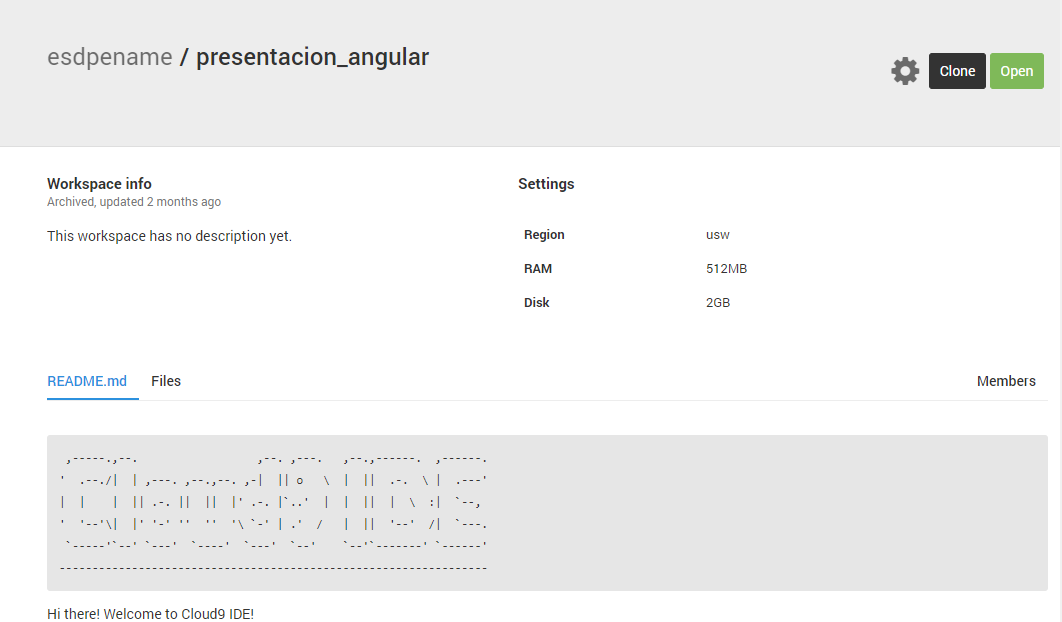 esdpename / presentacion_angular
Clone
Open
Workspace info
Archived, updated 2 months ago
This workspace has no description yet.
Settings
Region usw
RAM 512MB
Disk 2GB
README.md
Files
Members
 ,-----.,--.                  ,--. ,---.   ,--.,------.  ,------.
'  .--./|  | ,---. ,--.,--. ,-|  || o   \  |  ||  .-.  \ |  .---'
|  |    |  || .-. ||  ||  |' .-. |`..'  |  |  ||  |  \  :|  `--, 
'  '--'\|  |' '-' ''  ''  '\ `-' | .'  /   |  ||  '--'  /|  `---.
 `-----'`--' `---'  `----'  `---'  `--'    `--'`-------' `------'
-----------------------------------------------------------------
Hi there! Welcome to Cloud9 IDE!